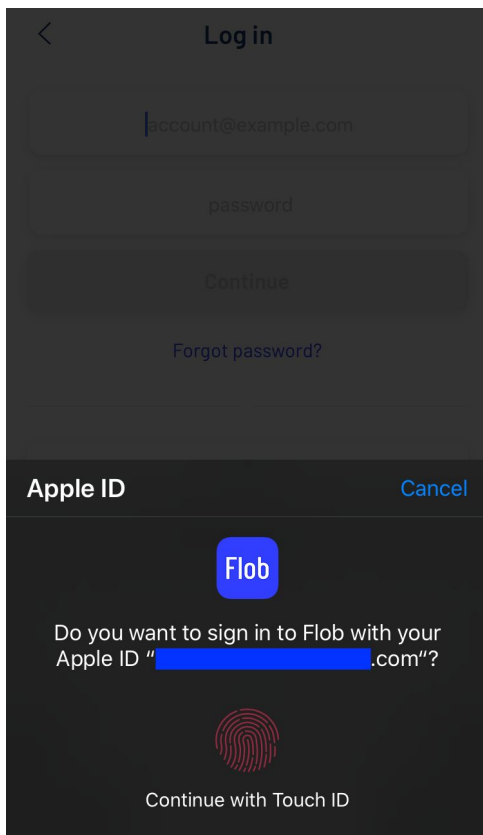 Log in
account@example.com
password
Continue
Forgot password?
Apple ID
Cancel
Flob
Do you want to sign in to Flob with your
Apple ID “ .com“?
Continue with Touch ID